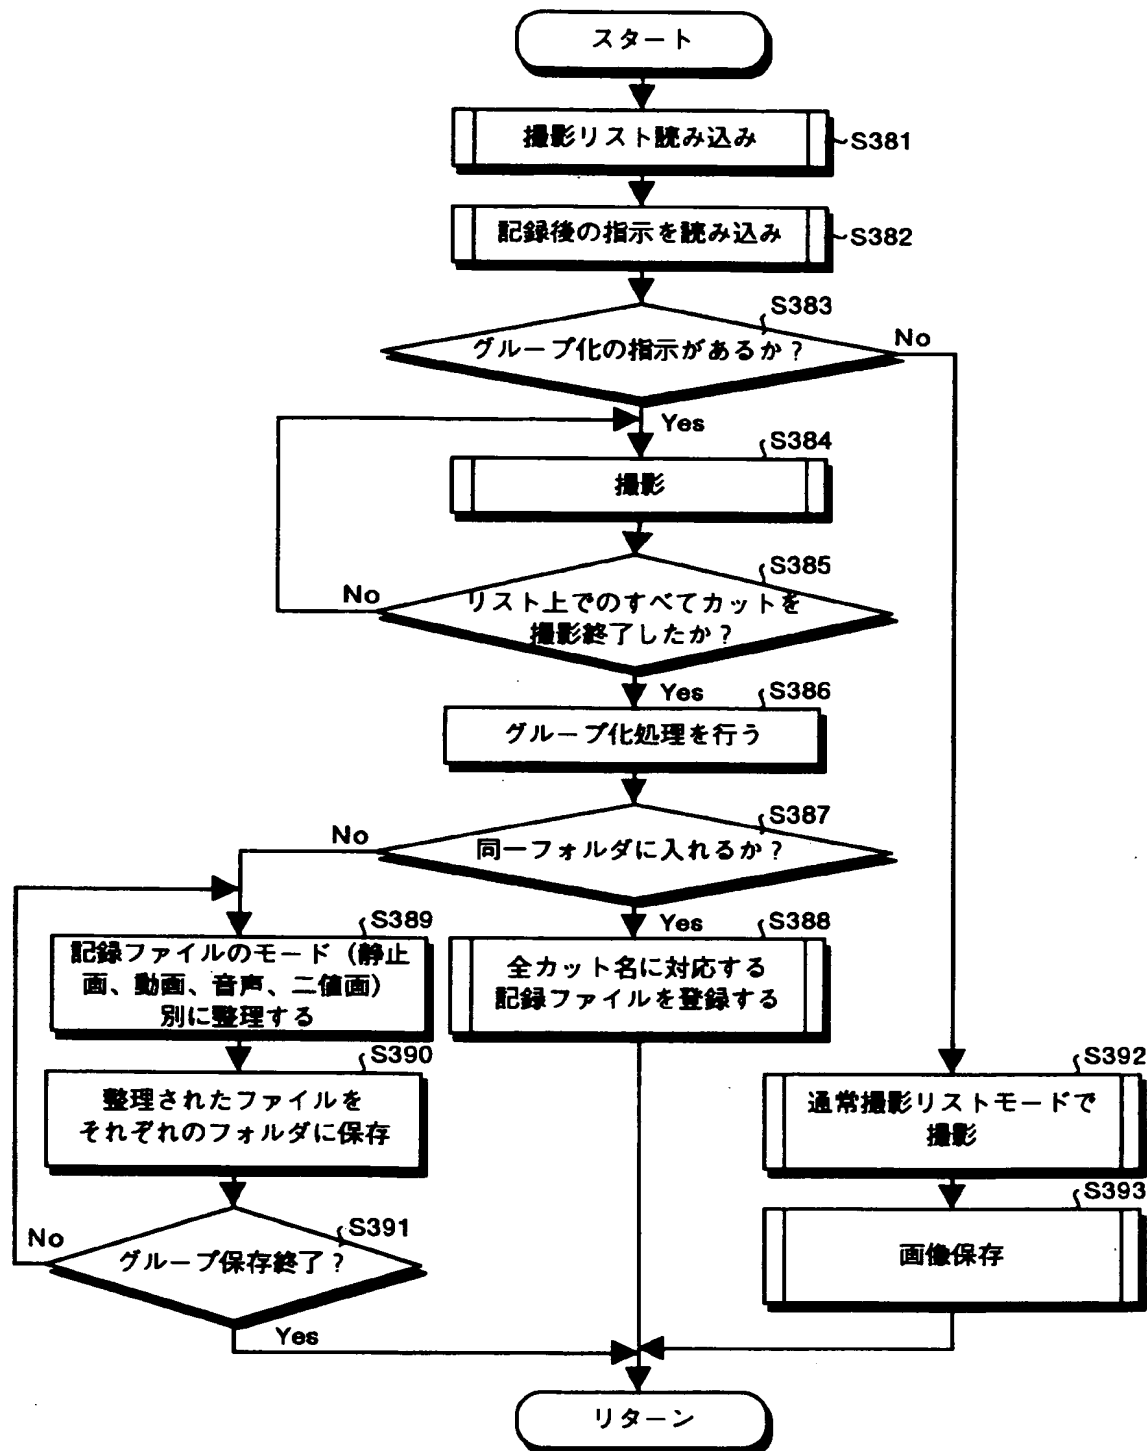 スタート
撮影リスト読み込み
S381
記録後の指示を読み込み
S382
S383
グループ化の指示があるか？
No
Yes
S384
撮影
S385
リスト上でのすべてカットを
撮影終了したか？
No
Yes
S386
グループ化処理を行う
S387
同一フォルダに入れるか？
No
Yes
S388
全カット名に対応する
記録ファイルを登録する
S389
記録ファイルのモード（静止
画、動画、音声、二値画）
別に整理する
S390
整理されたファイルを
それぞれのフォルダに保存
S391
グループ保存終了？
No
Yes
S392
通常撮影リストモードで
撮影
S393
画像保存
リターン